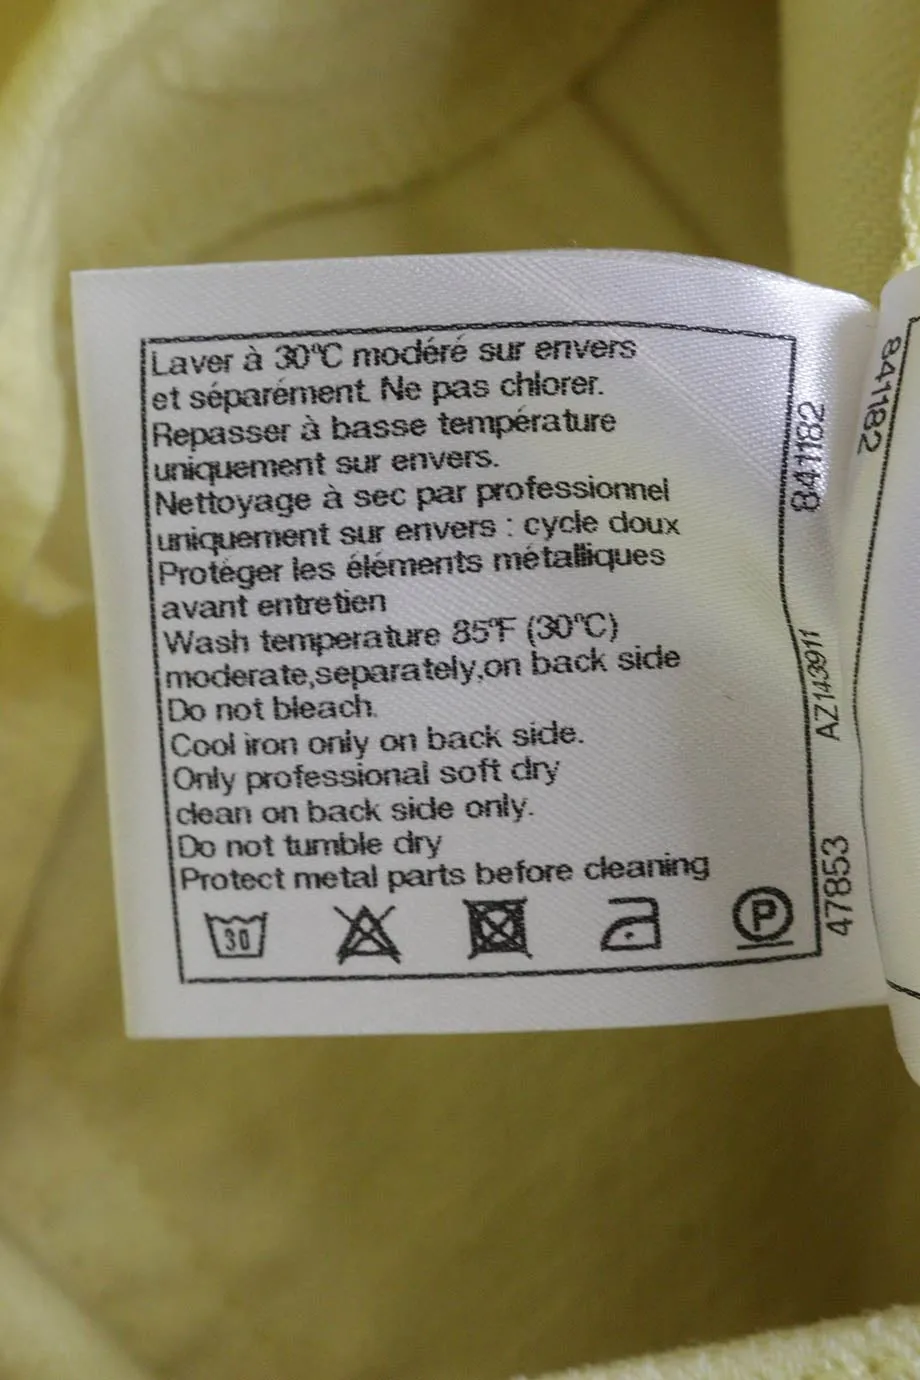 Laver à 30°C modéré sur envers
et séparément. Ne pas chlorer.
Repasser à basse température
uniquement sur envers.
Nettoyage à sec par professionnel
uniquement sur envers : cycle doux
Protéger les éléments métalliques
avant entretien
Wash temperature 85°F (30°C)
moderate,separately,on back side
Do not bleach.
Cool iron only on back side.
Only professional soft dry
clean on back side only.
Do not tumble dry
Protect metal parts before cleaning
30
P
841182
AZ143911
47853
841182